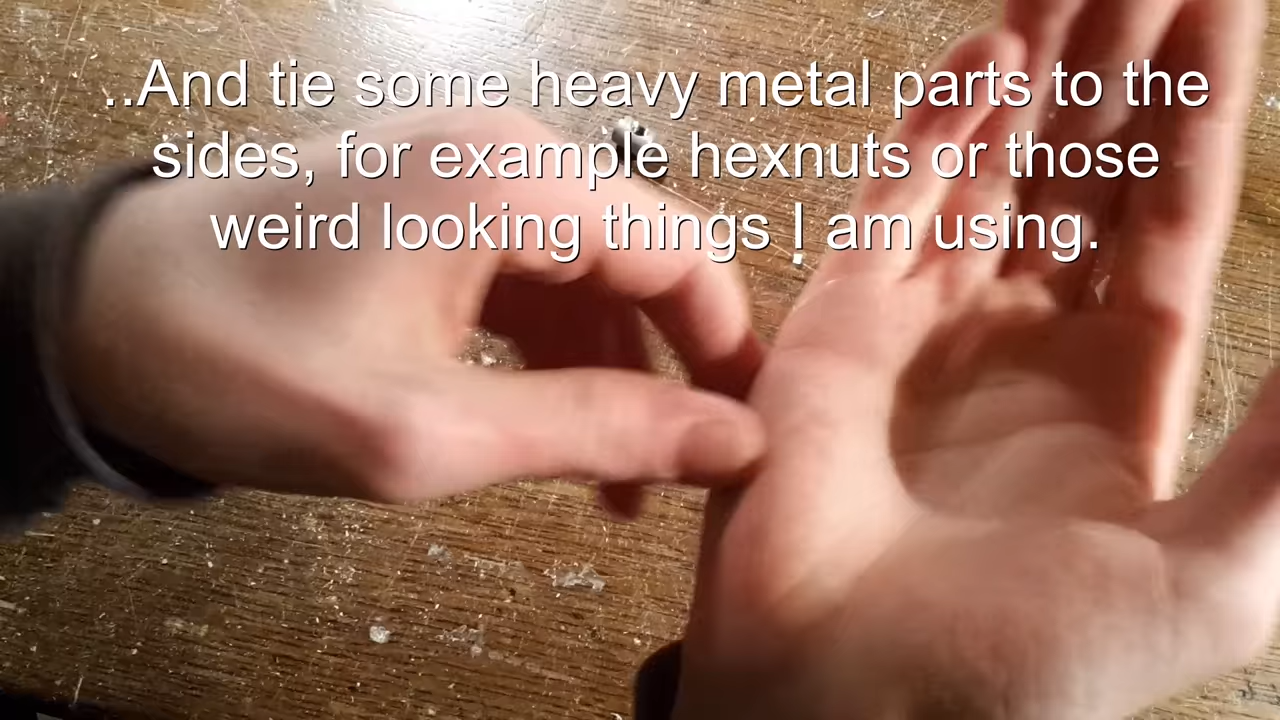 ..And tie some heavy metal parts to the
sides, for example hexnuts or those
weird looking things I am using.